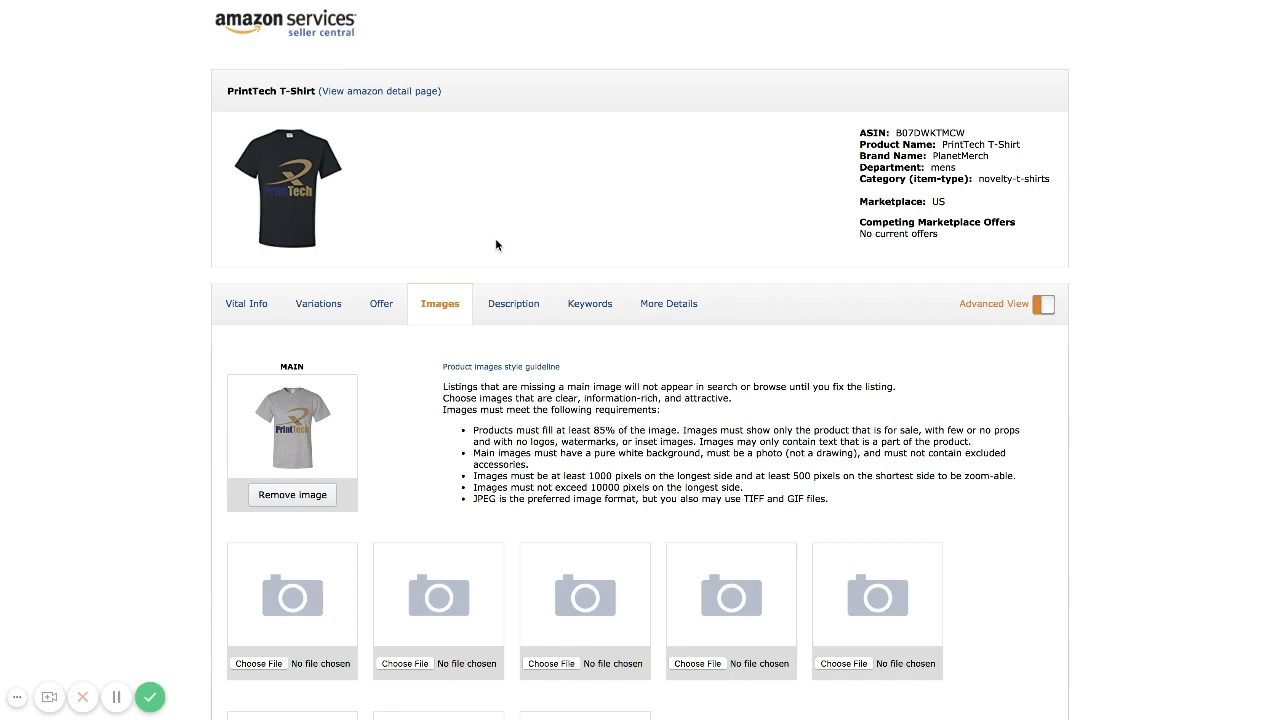 amazon services
seller central
PrintTech T-Shirt (View amazon detail page)
PrintTech
ASIN: B07DWKTMCW
Product Name: PrintTech T-Shirt
Brand Name: PlanetMerch
Department: mens
Category (item-type): novelty-t-shirts
Marketplace: US
Competing Marketplace Offers
No current offers
Vital Info Variations Offer Images Description Keywords More Details Advanced View
MAIN
PrintTech
Remove image
Product images style guideline
Listings that are missing a main image will not appear in search or browse until you fix the listing.
Choose images that are clear, information-rich, and attractive.
Images must meet the following requirements:
• Products must fill at least 85% of the image. Images must show only the product that is for sale, with few or no props
and with no logos, watermarks, or inset images. Images may only contain text that is a part of the product.
• Main images must have a pure white background, must be a photo (not a drawing), and must not contain excluded
accessories.
• Images must be at least 1000 pixels on the longest side and at least 500 pixels on the shortest side to be zoom-able.
• Images must not exceed 10000 pixels on the longest side.
• JPEG is the preferred image format, but you also may use TIFF and GIF files.
Choose File No file chosen Choose File No file chosen Choose File No file chosen Choose File No file chosen Choose File No file chosen